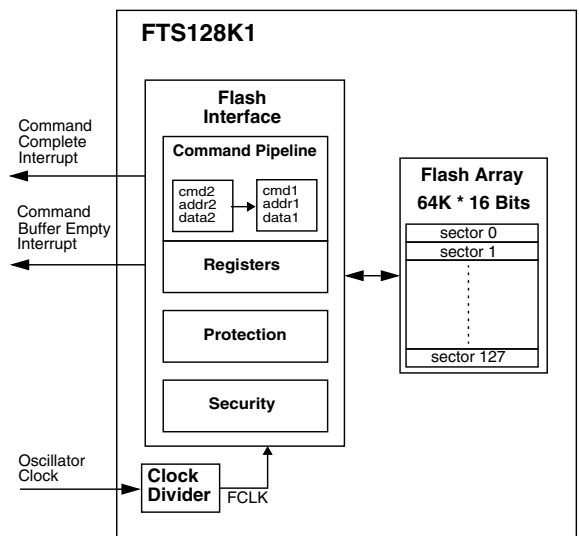 FTS128K1
Flash
Interface
Command
Complete
Interrupt
Command Pipeline
cmd2
addr2
data2
cmd1
addr1
data1
Command
Buffer Empty
Interrupt
Registers
Flash Array
64K * 16 Bits
sector 0
sector 1
sector 127
Protection
Security
Oscillator
Clock
Clock
Divider
FCLK